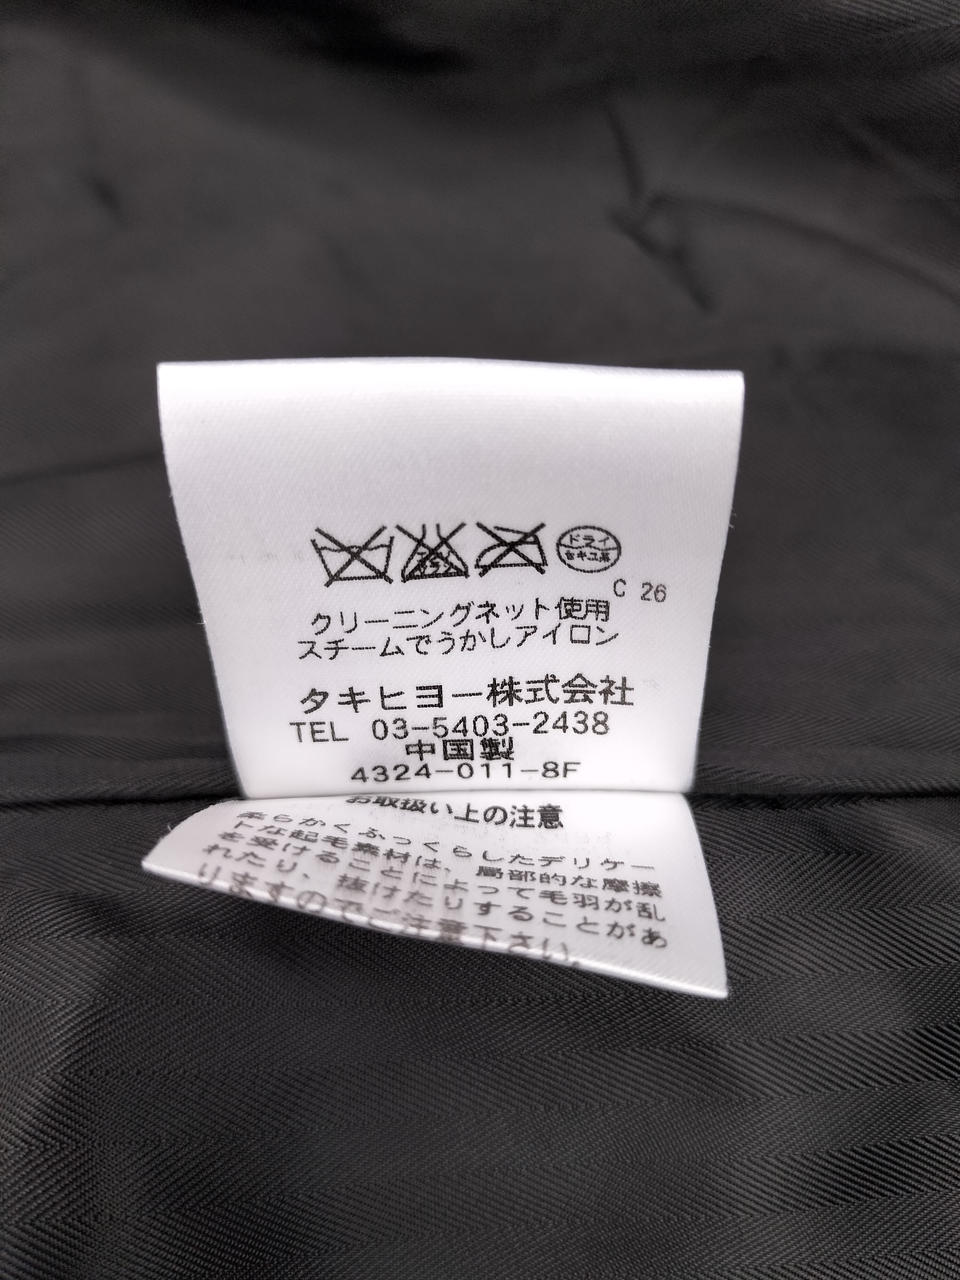 ドライ
セキユ系
C 26
クリーニングネット使用
スチームでうかしアイロン
タキヒヨー株式会社
TEL 03-5403-2438
中国製
4324-011-8F
お取扱い上の注意
柔らかくふっくらしたデリケー
トな起毛素材は、局部的な摩擦
を受けることによって毛羽が乱
れたり、抜けたりすることがあ
りますのでご注意下さい。